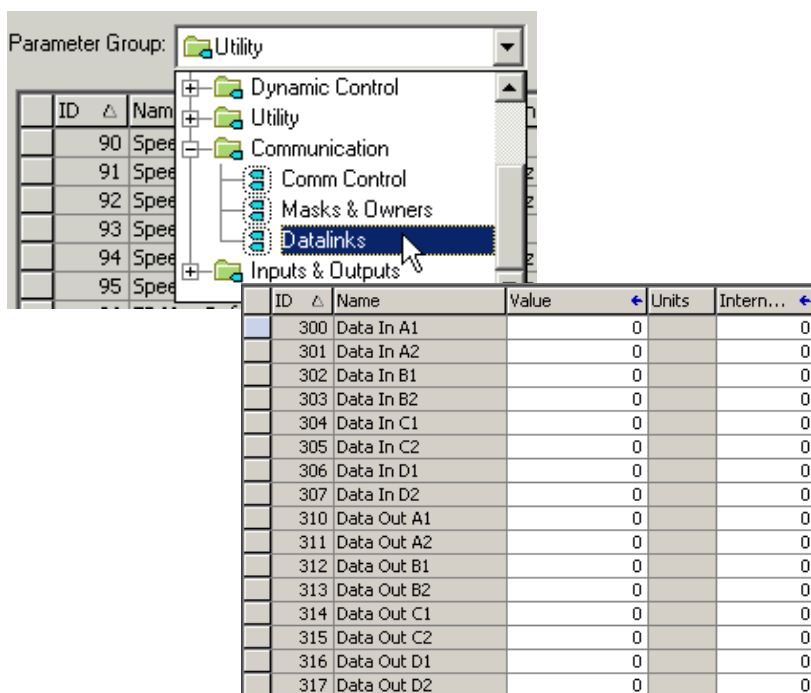 Parameter Group: Utility
Dynamic Control
Utility
Communication
Comm Control
Masks & Owners
Datalinks
Inputs & Outputs
ID Nam
90 Spee
91 Spee
92 Spee
93 Spee
94 Spee
95 Spee
ID Name Value Units Intern...
300 Data In A1 0 0
301 Data In A2 0 0
302 Data In B1 0 0
303 Data In B2 0 0
304 Data In C1 0 0
305 Data In C2 0 0
306 Data In D1 0 0
307 Data In D2 0 0
310 Data Out A1 0 0
311 Data Out A2 0 0
312 Data Out B1 0 0
313 Data Out B2 0 0
314 Data Out C1 0 0
315 Data Out C2 0 0
316 Data Out D1 0 0
317 Data Out D2 0 0